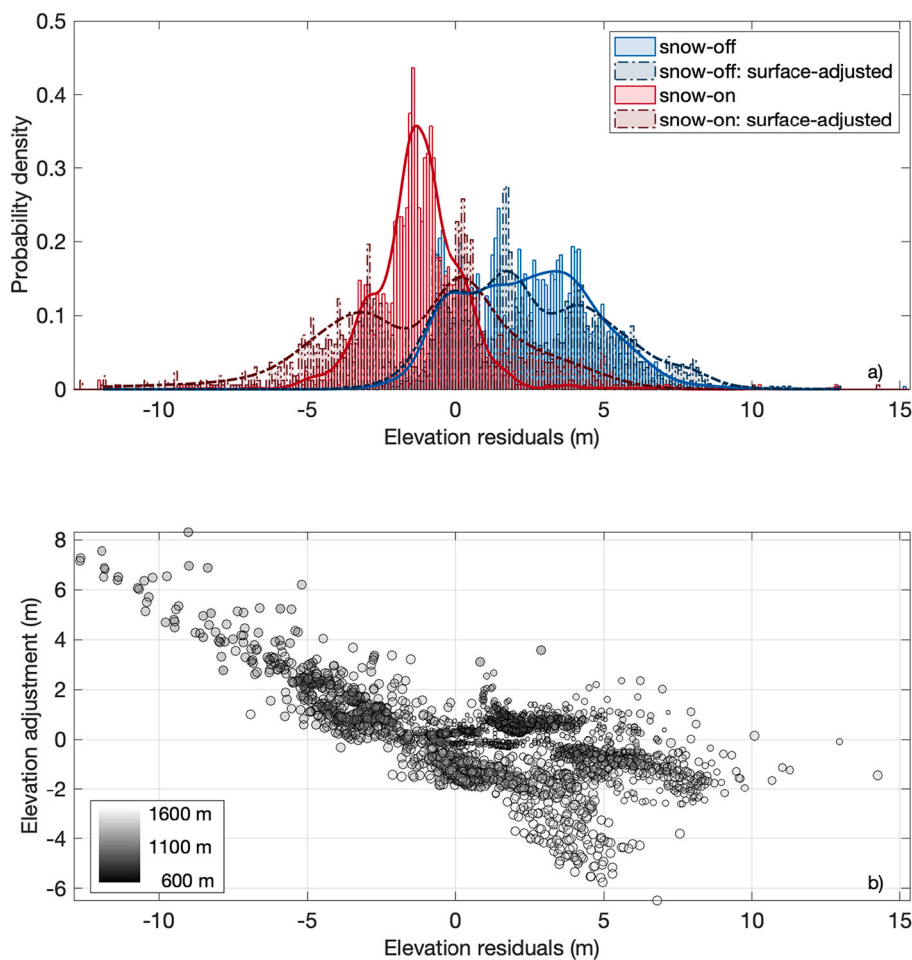 0.5
0.4
0.3
0.2
0.1
0
Probability density
snow-off
snow-off: surface-adjusted
snow-on
snow-on: surface-adjusted
a)
-10 -5 0 5 10 15
Elevation residuals (m)
8
6
4
2
0
-2
-4
-6
Elevation adjustment (m)
1600 m
1100 m
600 m
b)
-10 -5 0 5 10 15
Elevation residuals (m)